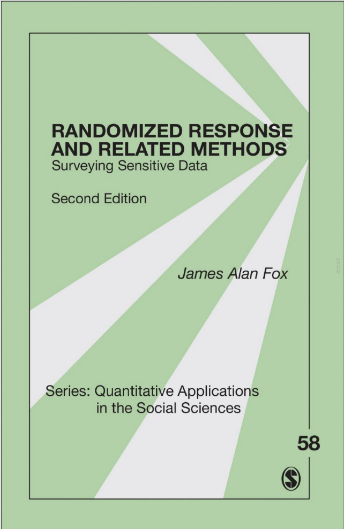 RANDOMIZED RESPONSE
AND RELATED METHODS
Surveying Sensitive Data
Second Edition
James Alan Fox
Series: Quantitative Applications
in the Social Sciences
58
S